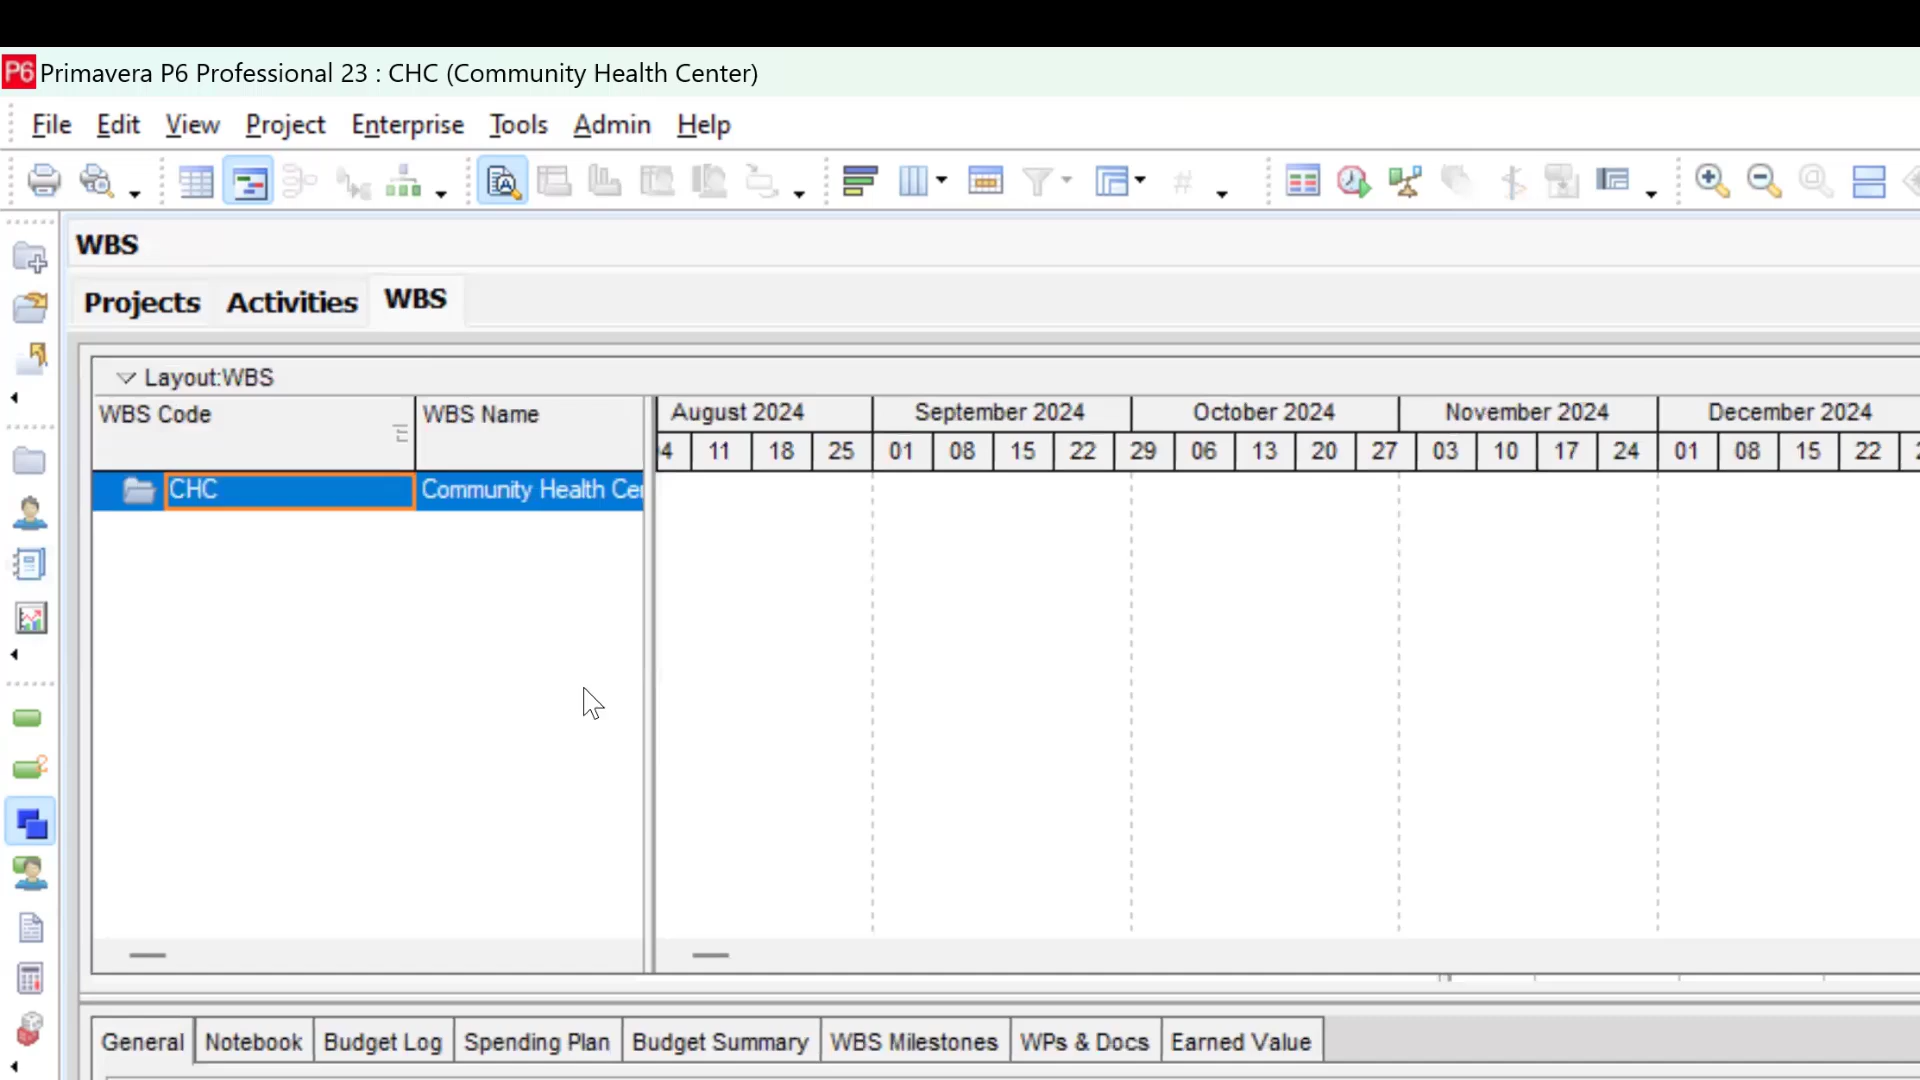 P6 Primavera P6 Professional 23 : CHC (Community Health Center)
File Edit View Project Enterprise Tools Admin Help
WBS
Projects Activities WBS
Layout:WBS
WBS Code WBS Name August 2024 September 2024 October 2024 November 2024 December 2024
11 18 25 01 08 15 22 29 06 13 20 27 03 10 17 24 01 08 15 22
CHC Community Health Cen
General Notebook Budget Log Spending Plan Budget Summary WBS Milestones WPs & Docs Earned Value